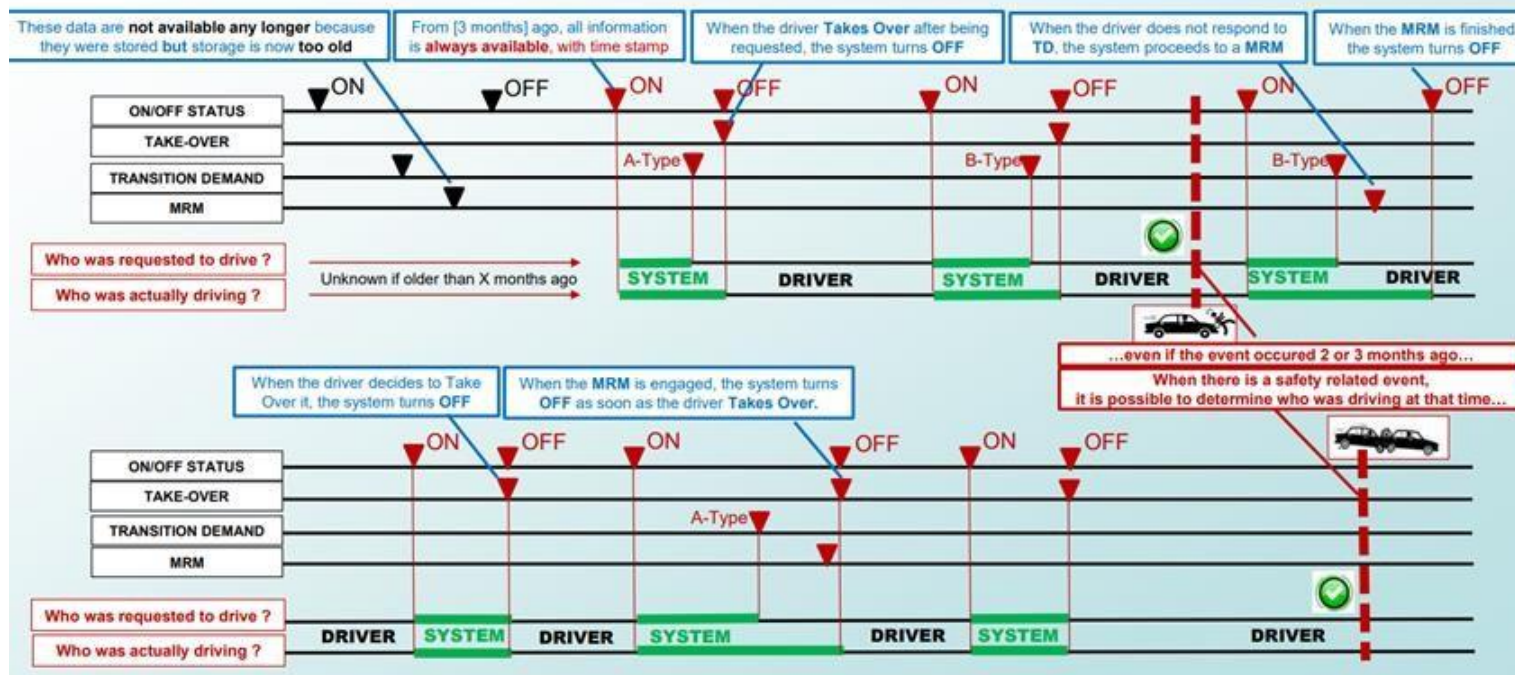 These data are not available any longer because
they were stored but storage is now too old
From [3 months] ago, all information
is always available, with time stamp
When the driver Takes Over after being
requested, the system turns OFF
When the driver does not respond to
TD, the system proceeds to a MRM
When the MRM is finished
the system turns OFF
ON
OFF
ON
OFF
ON
OFF
ON
OFF
ON/OFF STATUS
TAKE-OVER
A-Type
B-Type
B-Type
TRANSITION DEMAND
MRM
Who was requested to drive ?
Unknown if older than X months ago
SYSTEM
DRIVER
SYSTEM
DRIVER
SYSTEM
DRIVER
Who was actually driving ?
...even if the event occured 2 or 3 months ago...
When there is a safety related event,
it is possible to determine who was driving at that time...
When the driver decides to Take
Over it, the system turns OFF
When the MRM is engaged, the system turns
OFF as soon as the driver Takes Over.
ON
OFF
ON
OFF
ON
OFF
ON/OFF STATUS
TAKE-OVER
A-Type
TRANSITION DEMAND
MRM
Who was requested to drive ?
DRIVER
SYSTEM
DRIVER
SYSTEM
DRIVER
SYSTEM
DRIVER
Who was actually driving ?